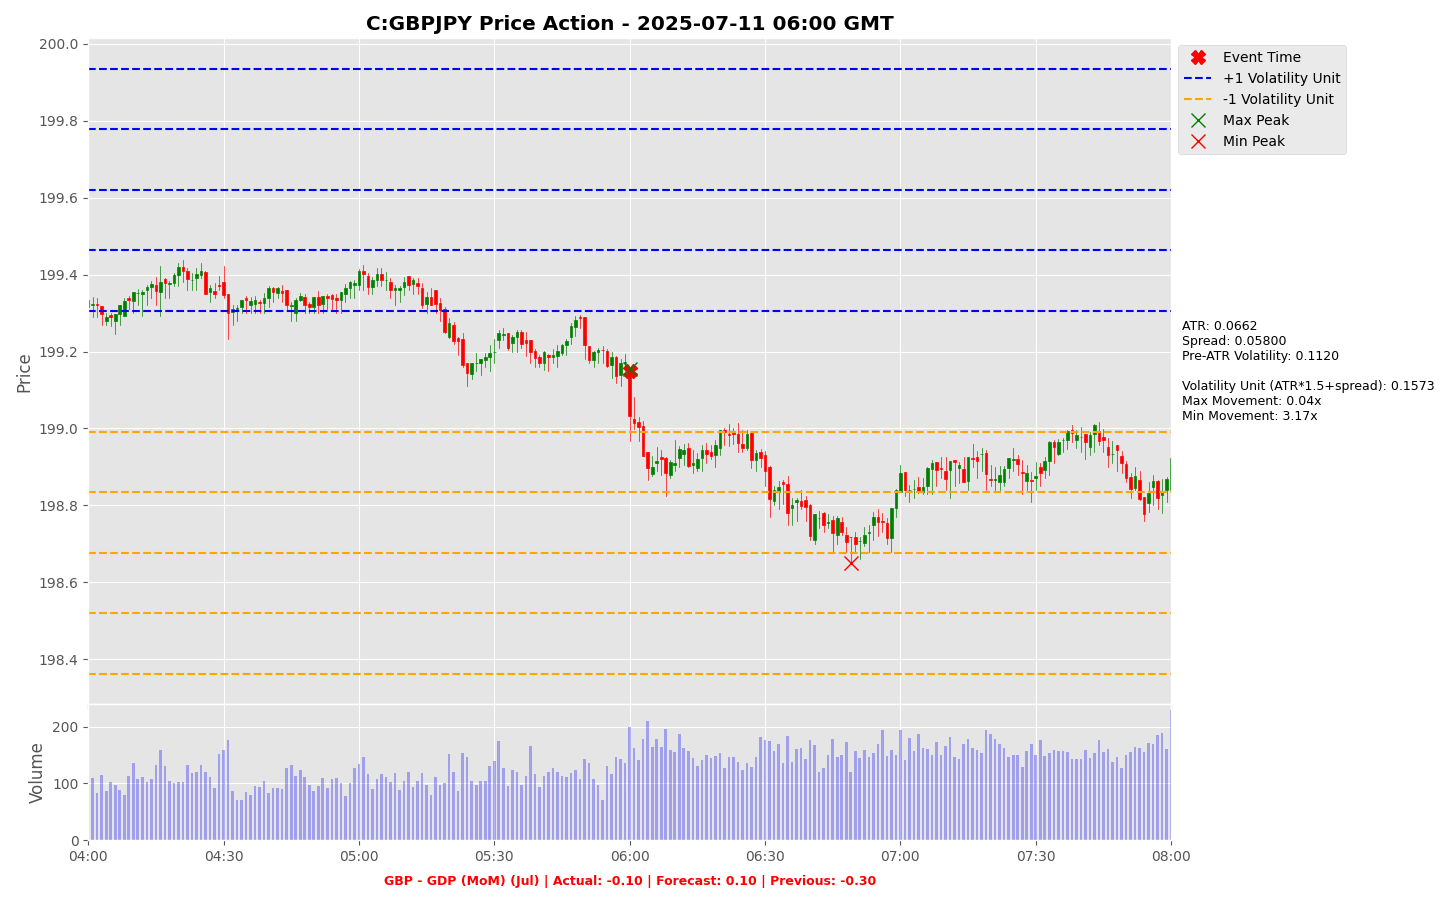 C:GBPJPY Price Action - 2025-07-11 06:00 GMT
200.0
199.8
199.6
199.4
199.2
199.0
198.8
198.6
198.4
Price
Event Time
+1 Volatility Unit
-1 Volatility Unit
Max Peak
Min Peak
ATR: 0.0662
Spread: 0.05800
Pre-ATR Volatility: 0.1120
Volatility Unit (ATR*1.5+spread): 0.1573
Max Movement: 0.04x
Min Movement: 3.17x
200
100
0
Volume
04:00 04:30 05:00 05:30 06:00 06:30 07:00 07:30 08:00
GBP - GDP (MoM) (Jul) | Actual: -0.10 | Forecast: 0.10 | Previous: -0.30